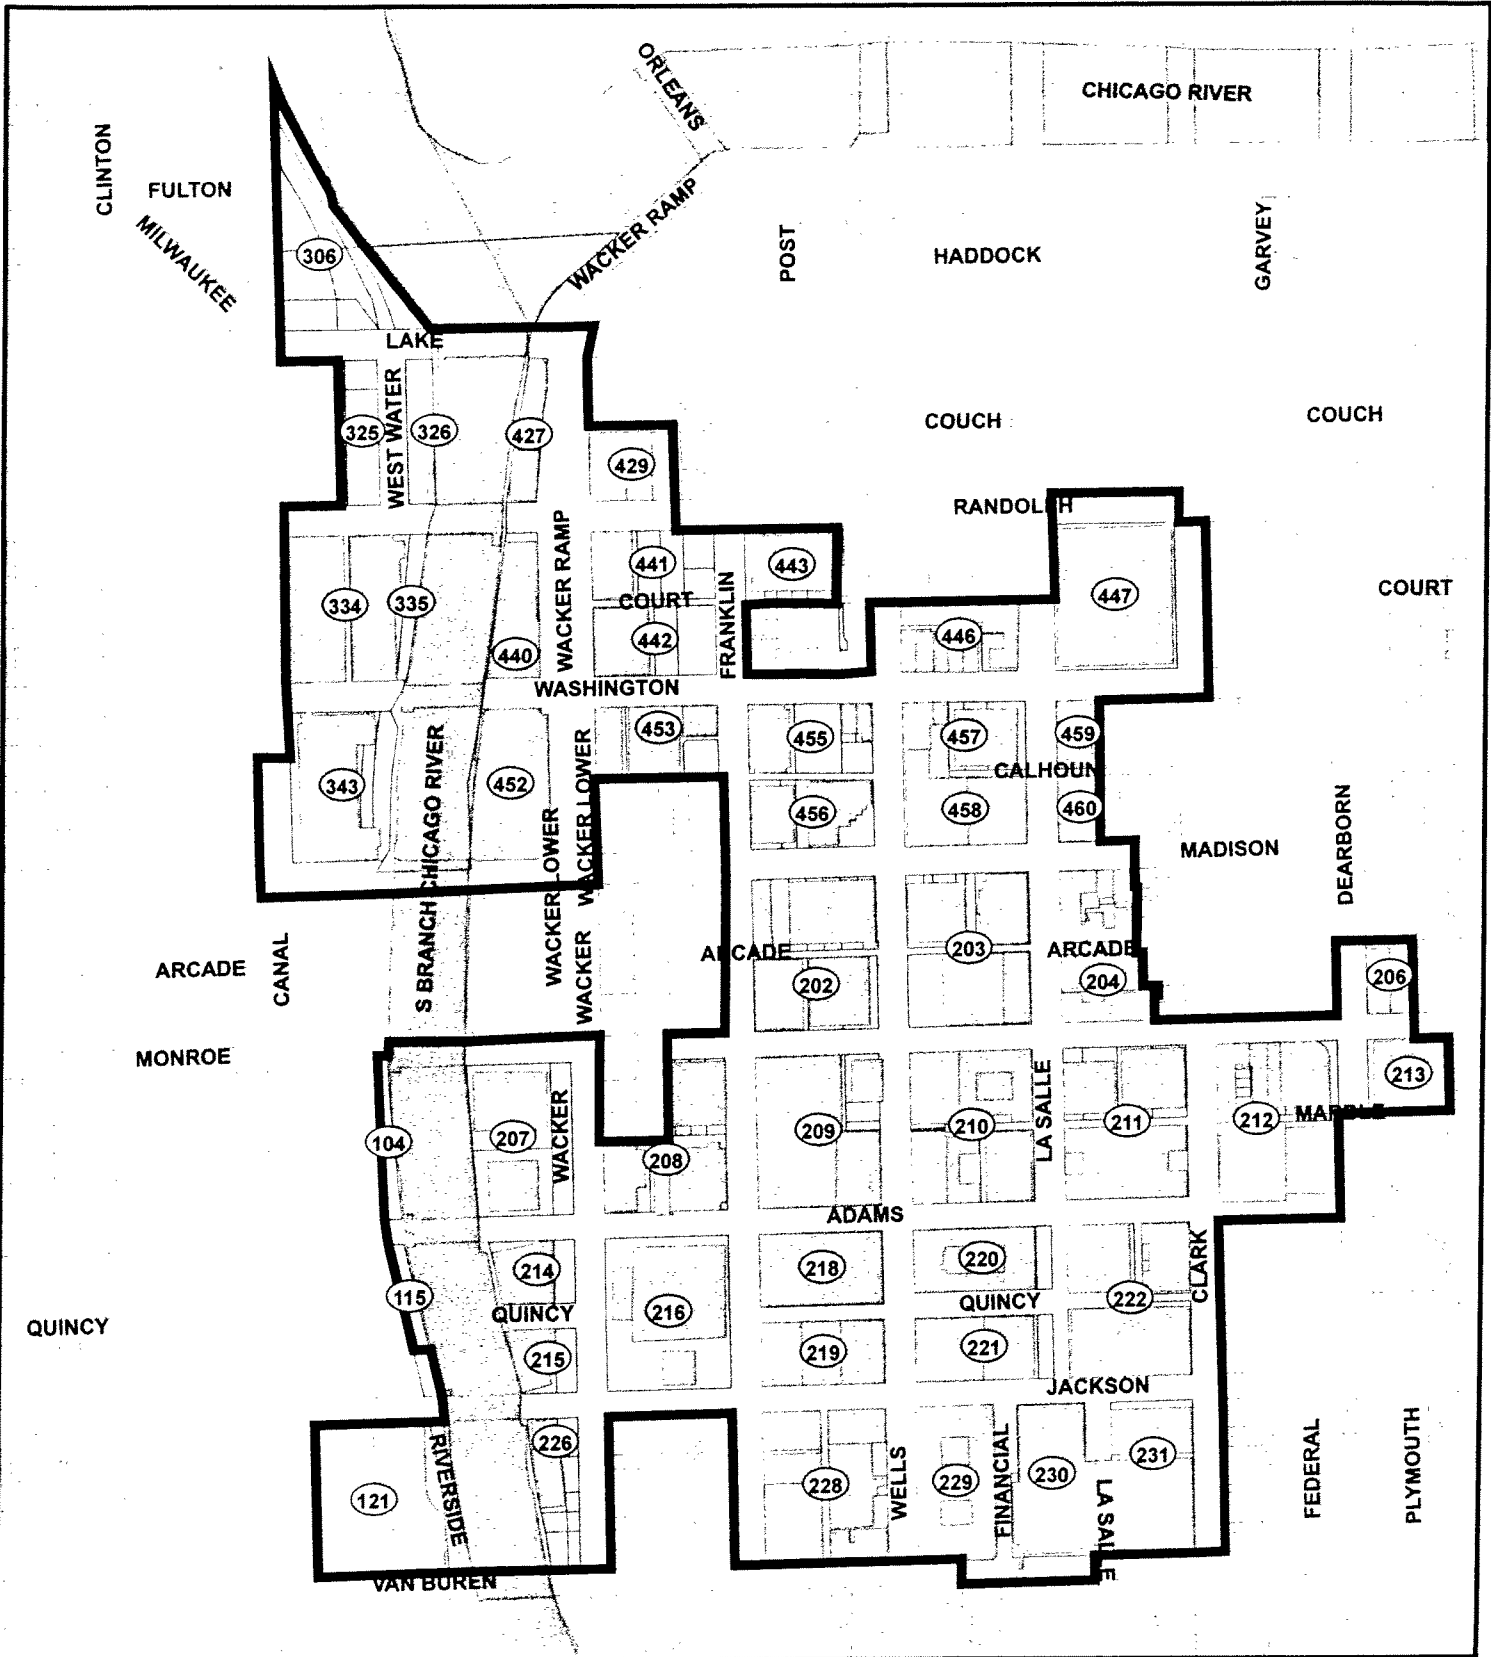 ORLEANS
CHICAGO RIVER
CLINTON
FULTON
MILWAUKEE
306
WACKER RAMP
POST
HADDOCK
GARVEY
LAKE
325
WEST WATER
326
427
429
COUCH
COUCH
RANDOLPH
334
335
440
WACKER RAMP
441
COURT
442
FRANKLIN
443
446
447
COURT
WASHINGTON
343
S BRANCH CHICAGO RIVER
452
453
455
457
459
CALHOUN
456
458
460
WACKER LOWER
WACKER LOWER
MADISON
DEARBORN
ARCADE
CANAL
WACKER
ARCADE
202
203
ARCADE
204
206
MONROE
104
207
WACKER
208
209
210
LA SALLE
211
212
MARBLE
213
ADAMS
115
214
QUINCY
215
216
218
219
220
QUINCY
221
222
CLARK
QUINCY
JACKSON
121
RIVERSIDE
226
228
WELLS
229
FINANCIAL
230
LA SALLE
231
FEDERAL
PLYMOUTH
VAN BUREN